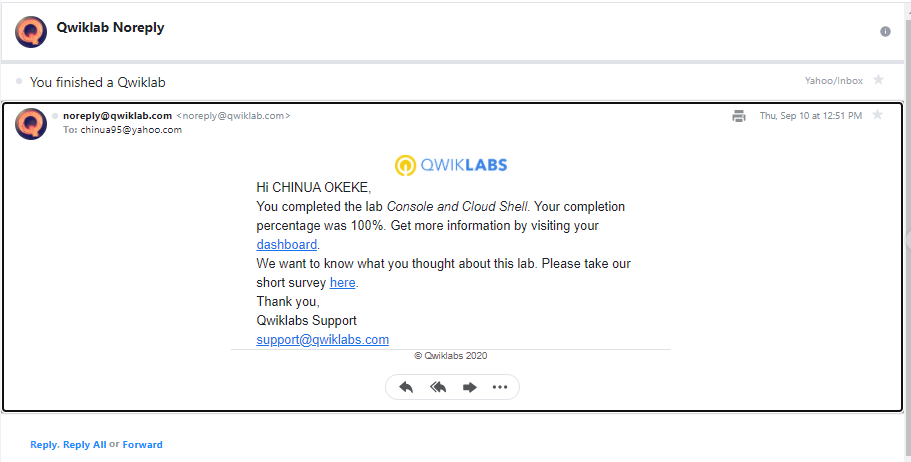 Qwiklab Noreply
You finished a Qwiklab
Yahoo/Inbox
noreply@qwiklab.com <noreply@qwiklab.com>
Thu, Sep 10 at 12:51 PM
To: chinua95@yahoo.com
QWIKLABS
Hi CHINUA OKEKE,
You completed the lab Console and Cloud Shell. Your completion
percentage was 100%. Get more information by visiting your
dashboard.
We want to know what you thought about this lab. Please take our
short survey here.
Thank you,
Qwiklabs Support
support@qwiklabs.com
© Qwiklabs 2020
Reply, Reply All or Forward